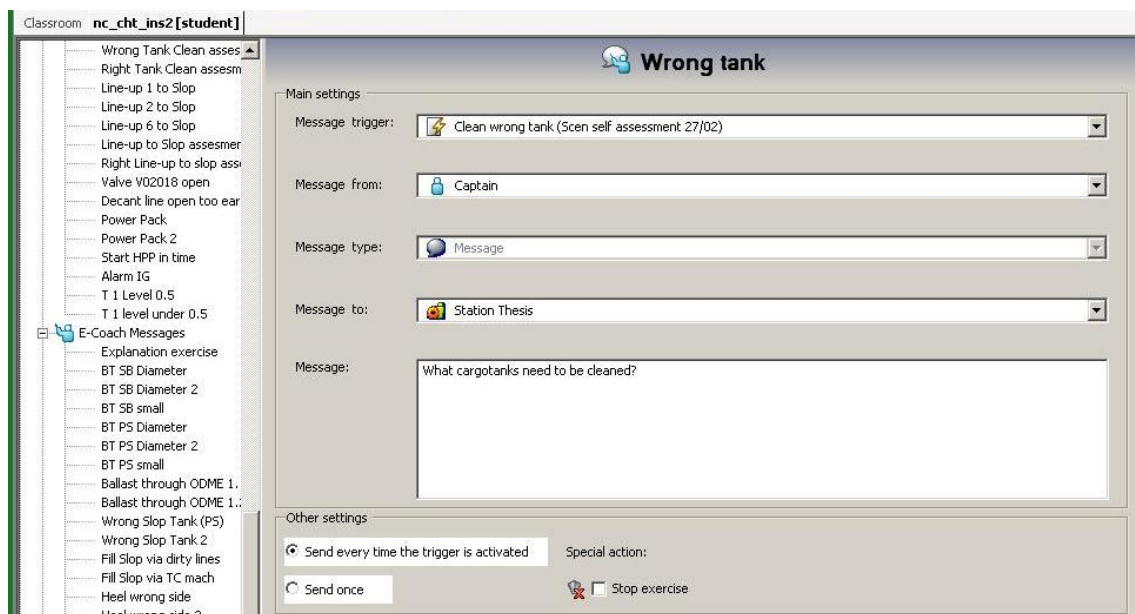 Classroom nc_cht_ins2 [student]
Wrong Tank Clean asses
Right Tank Clean assesm
Line-up 1 to Slop
Line-up 2 to Slop
Line-up 6 to Slop
Line-up to Slop assesmer
Right Line-up to slop ass
Valve V02018 open
Decant line open too ear
Power Pack
Power Pack 2
Start HPP in time
Alarm IG
T 1 Level 0.5
T 1 level under 0.5
E-Coach Messages
Explanation exercise
BT SB Diameter
BT SB Diameter 2
BT SB small
BT PS Diameter
BT PS Diameter 2
BT PS small
Ballast through ODME 1.
Ballast through ODME 1.
Wrong Slop Tank (PS)
Wrong Slop Tank 2
Fill Slop via dirty lines
Fill Slop via TC mach
Heel wrong side
Wrong tank
Main settings
Message trigger: Clean wrong tank (Scen self assessment 27/02)
Message from: Captain
Message type: Message
Message to: Station Thesis
Message: What cargotanks need to be cleaned?
Other settings
Send every time the trigger is activated Special action:
Send once Stop exercise